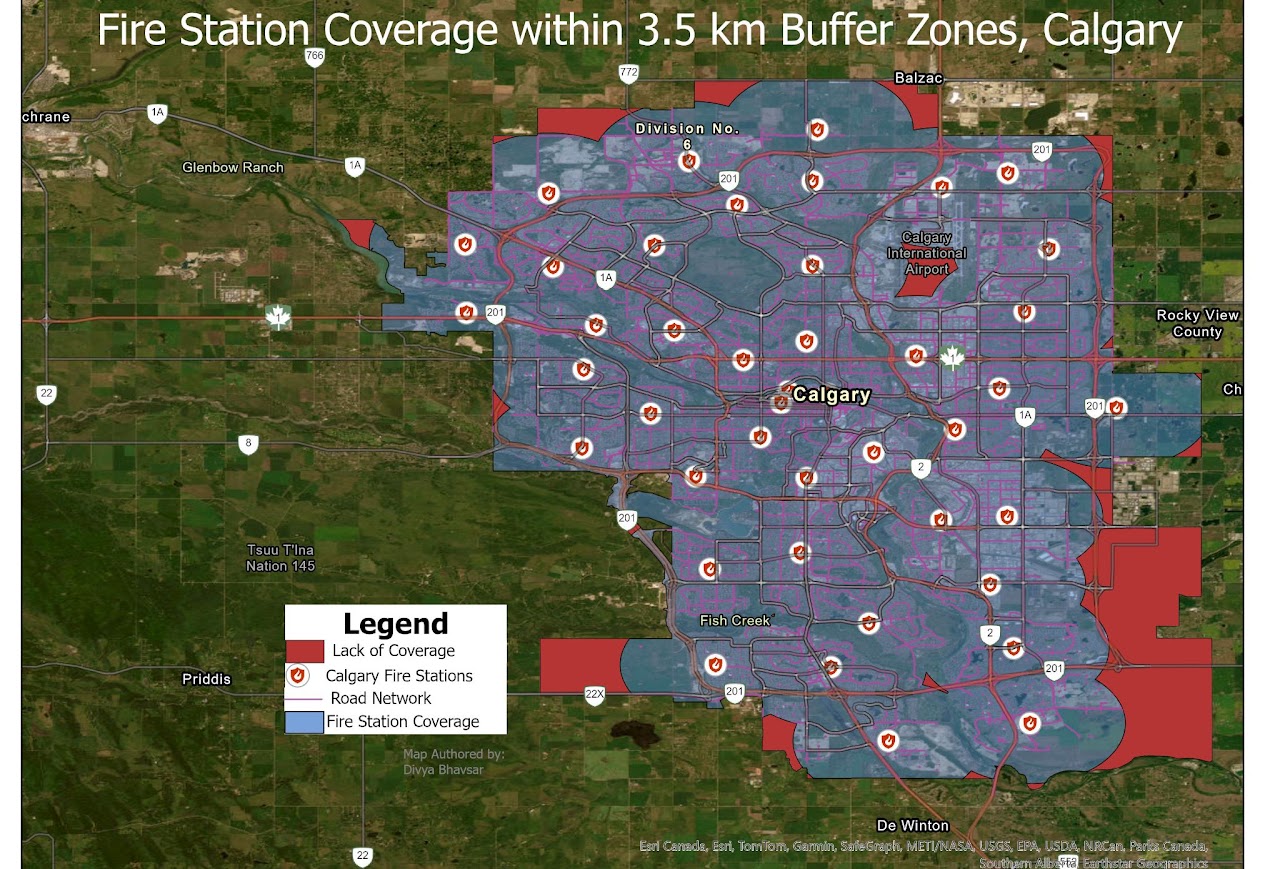 Fire Station Coverage within 3.5 km Buffer Zones, Calgary
766
772
Balzac
1A
chrane
Division No.
6
201
Glenbow Ranch
1A
201
Calgary
International
Airport
1A
1
201
Rocky View
County
1
22
Calgary
Ch
201
1A
8
2
201
Tsuu T'Ina
Nation 145
Legend
Lack of Coverage
Calgary Fire Stations
Road Network
Fire Station Coverage
Fish Creek
2
201
Priddis
22X
201
Map Authored by:
Divya Bhavsar
De Winton
22
Esri Canada, Esri, TomTom, Garmin, SafeGraph, METI/NASA, USGS, EPA, USDA, NRCan, Parks Canada,
552
Southern Alberta, Earthstar Geographics